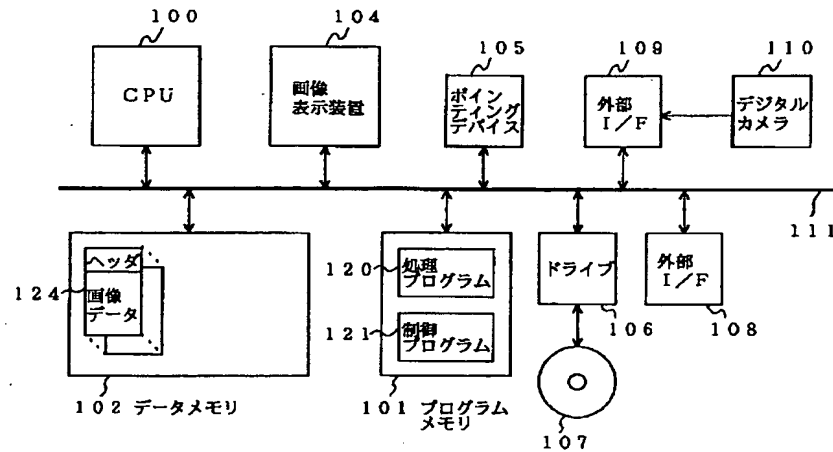 100
104
105
109
110
CPU
画像
表示装置
ポイン
ティング
デバイス
外部
I/F
デジタル
カメラ
111
ヘッダ
画像
データ
124
120
処理
プログラム
121
制御
プログラム
ドライブ
106
外部
I/F
108
102 データメモリ
101 プログラム
メモリ
107